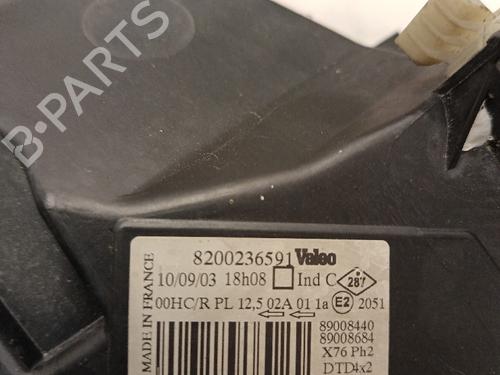 B-PARTS
8200236591 Valeo
10/09/03 18h08 Ind C 287
00HC/R PL 12,5 02A 01 1a E2 2051
89008440
89008684
X76 Ph2
DTD4x2
MADE IN FRANCE